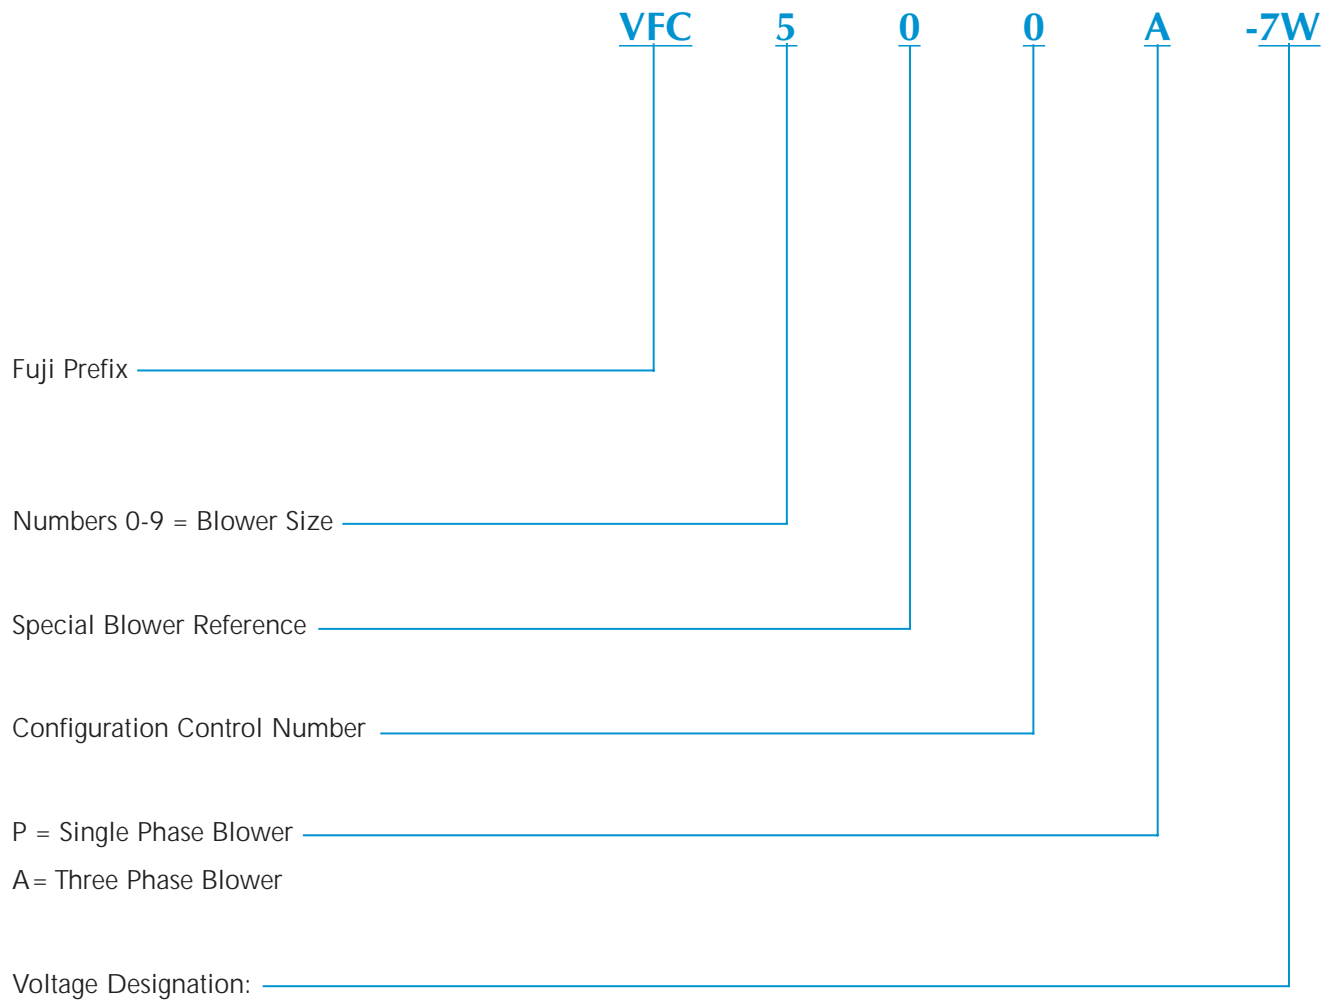 VFC 5 0 0 A -7W
Fuji Prefix
Numbers 0-9 = Blower Size
Special Blower Reference
Configuration Control Number
P = Single Phase Blower
A= Three Phase Blower
Voltage Designation: